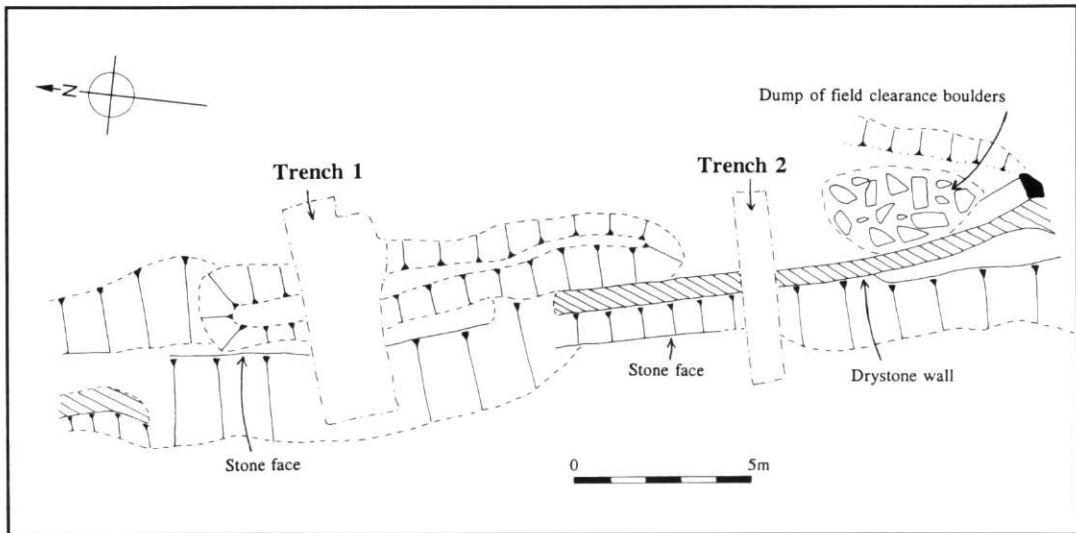 N
Dump of field clearance boulders
Trench 1
Trench 2
Stone face
Drystone wall
Stone face
0 5m